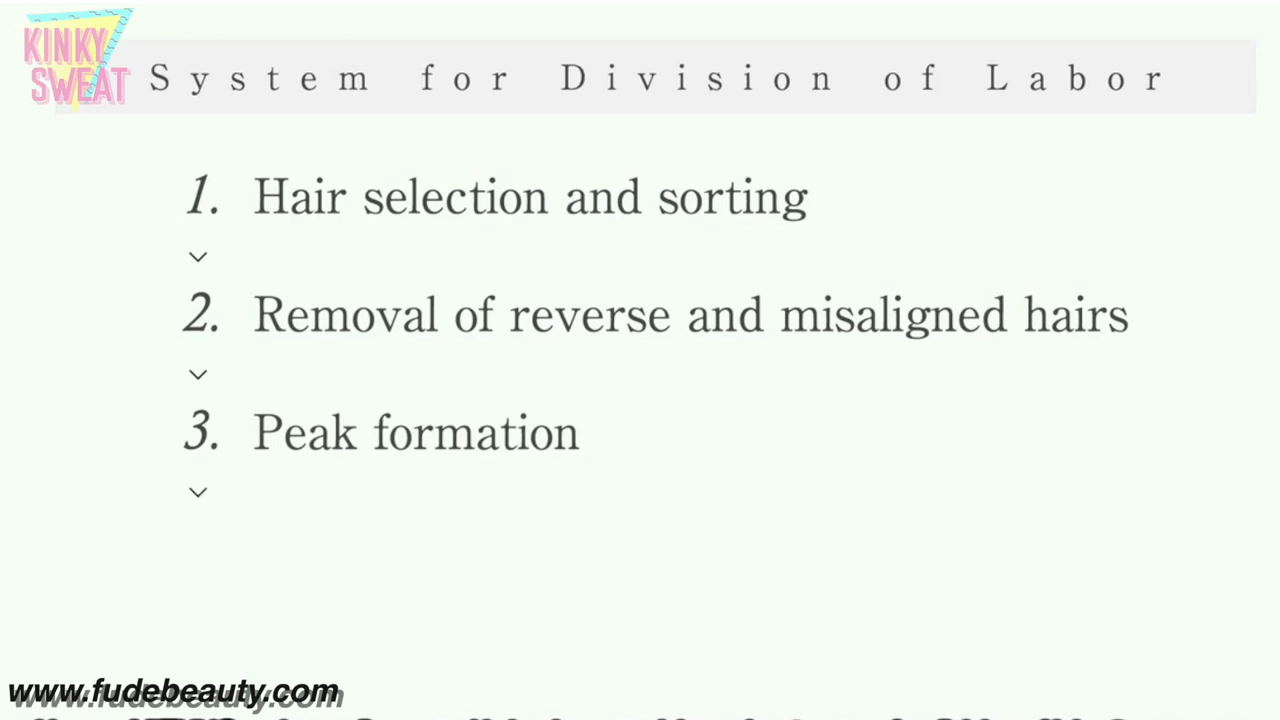 KINKY
SWEAT
System for Division of Labor
1. Hair selection and sorting
2. Removal of reverse and misaligned hairs
3. Peak formation
www.fudebeauty.com